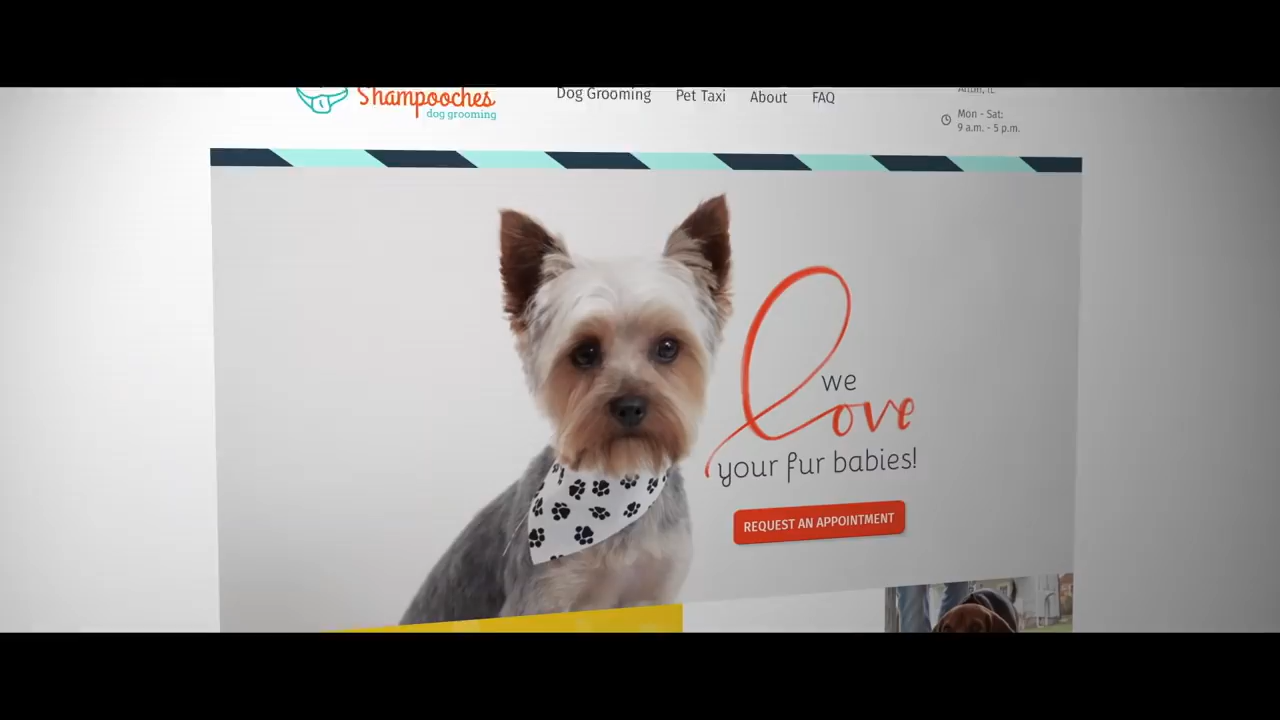 Shampooches
dog grooming
Dog Grooming
Pet Taxi
About
FAQ
Mon - Sat:
9 a.m. - 5 p.m.
we
love
your fur babies!
REQUEST AN APPOINTMENT